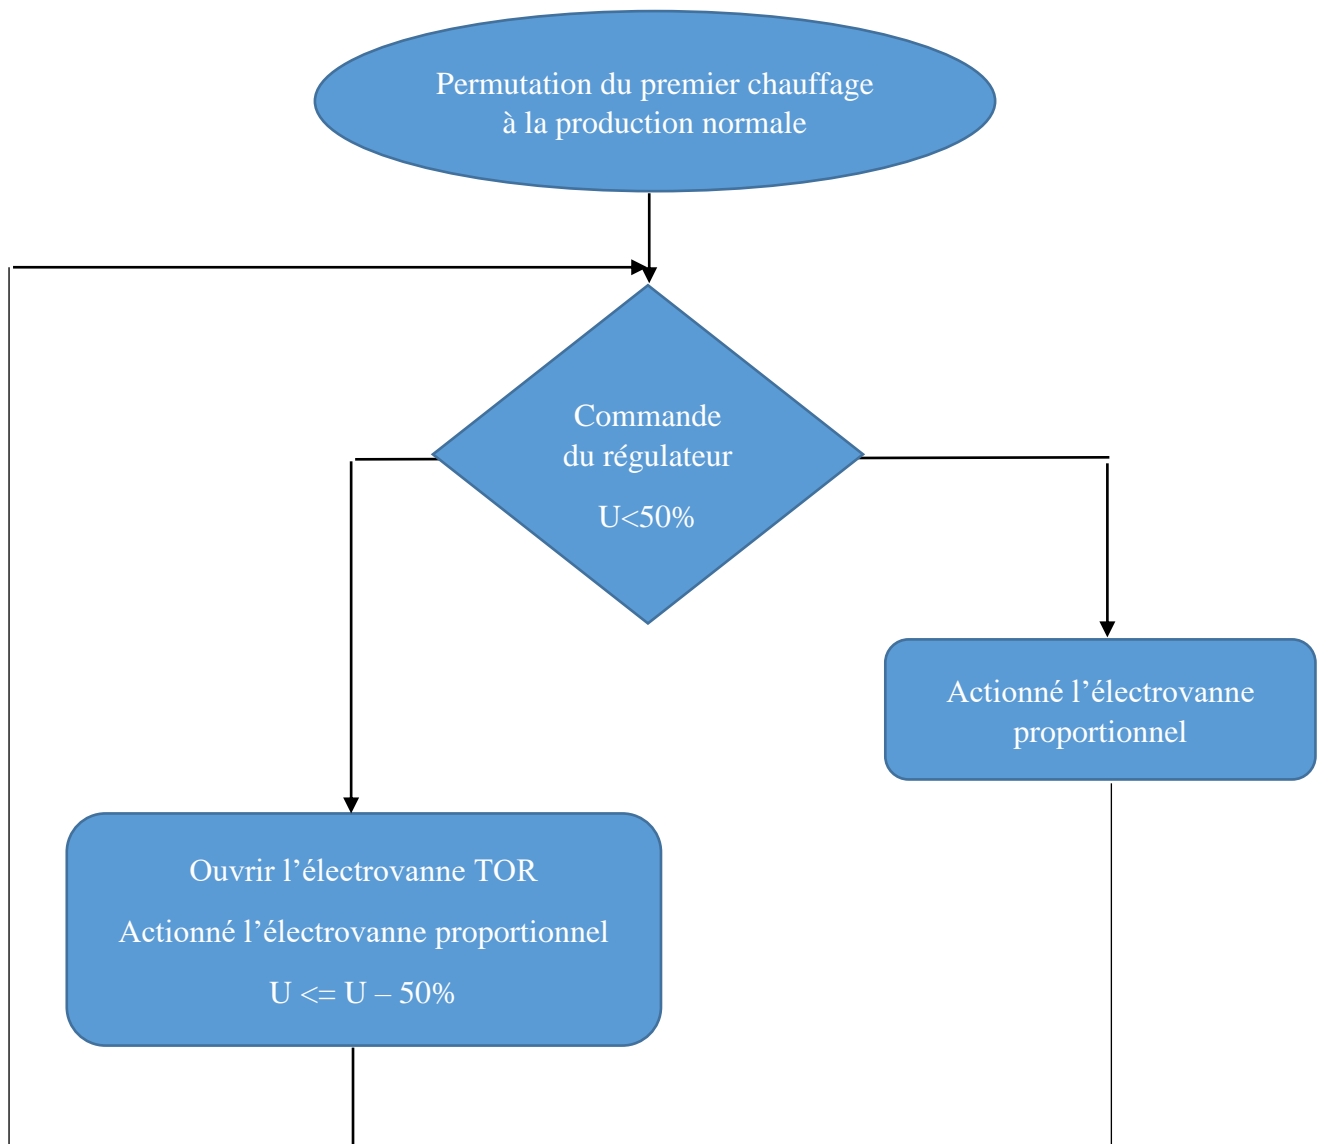 Permutation du premier chauffage
à la production normale
Commande
du régulateur
U<50%
Actionné l’électrovanne
proportionnel
Ouvrir l’électrovanne TOR
Actionné l’électrovanne proportionnel
U <= U – 50%